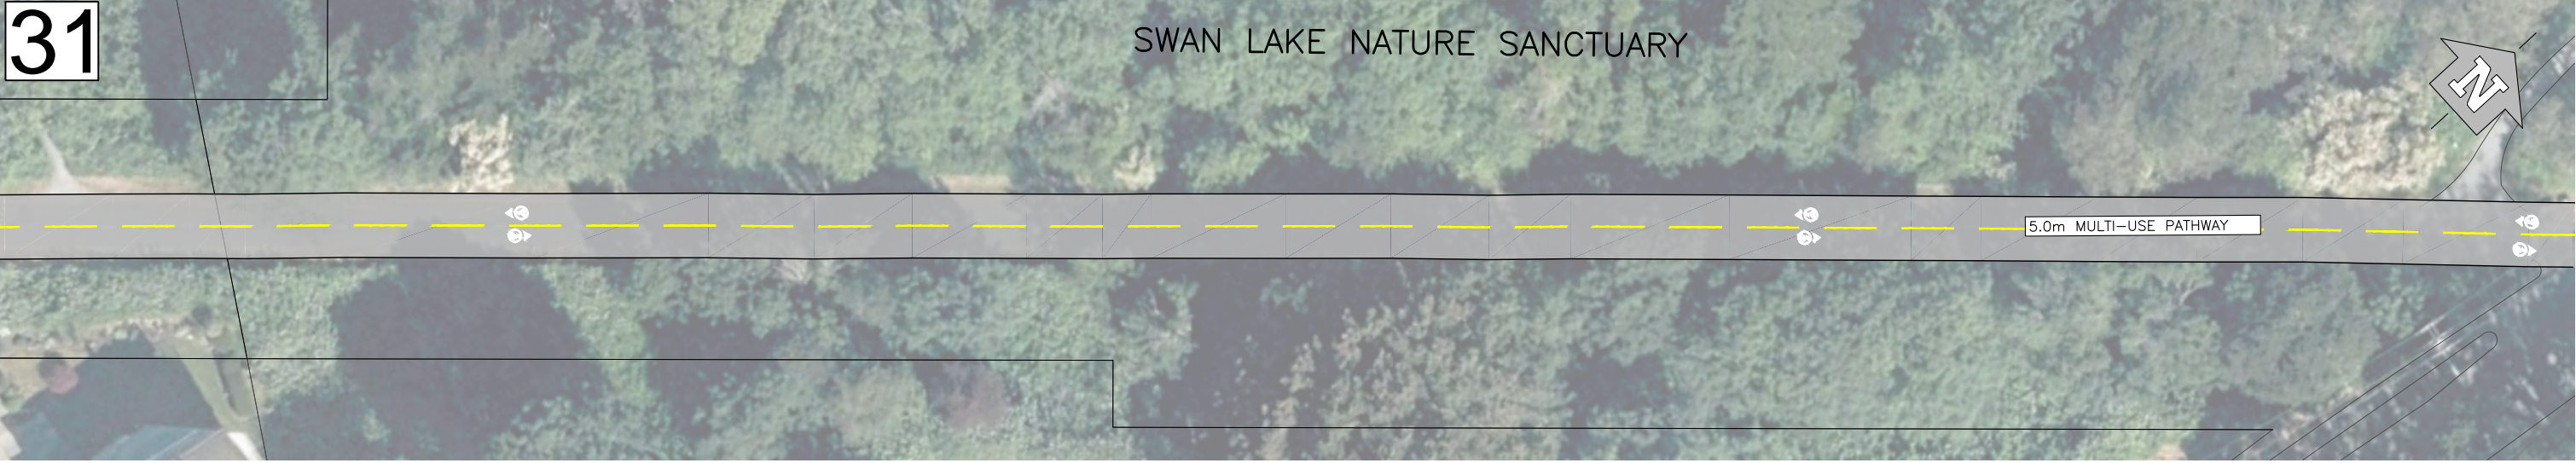 31
SWAN LAKE NATURE SANCTUARY
N
5.0m MULTI-USE PATHWAY